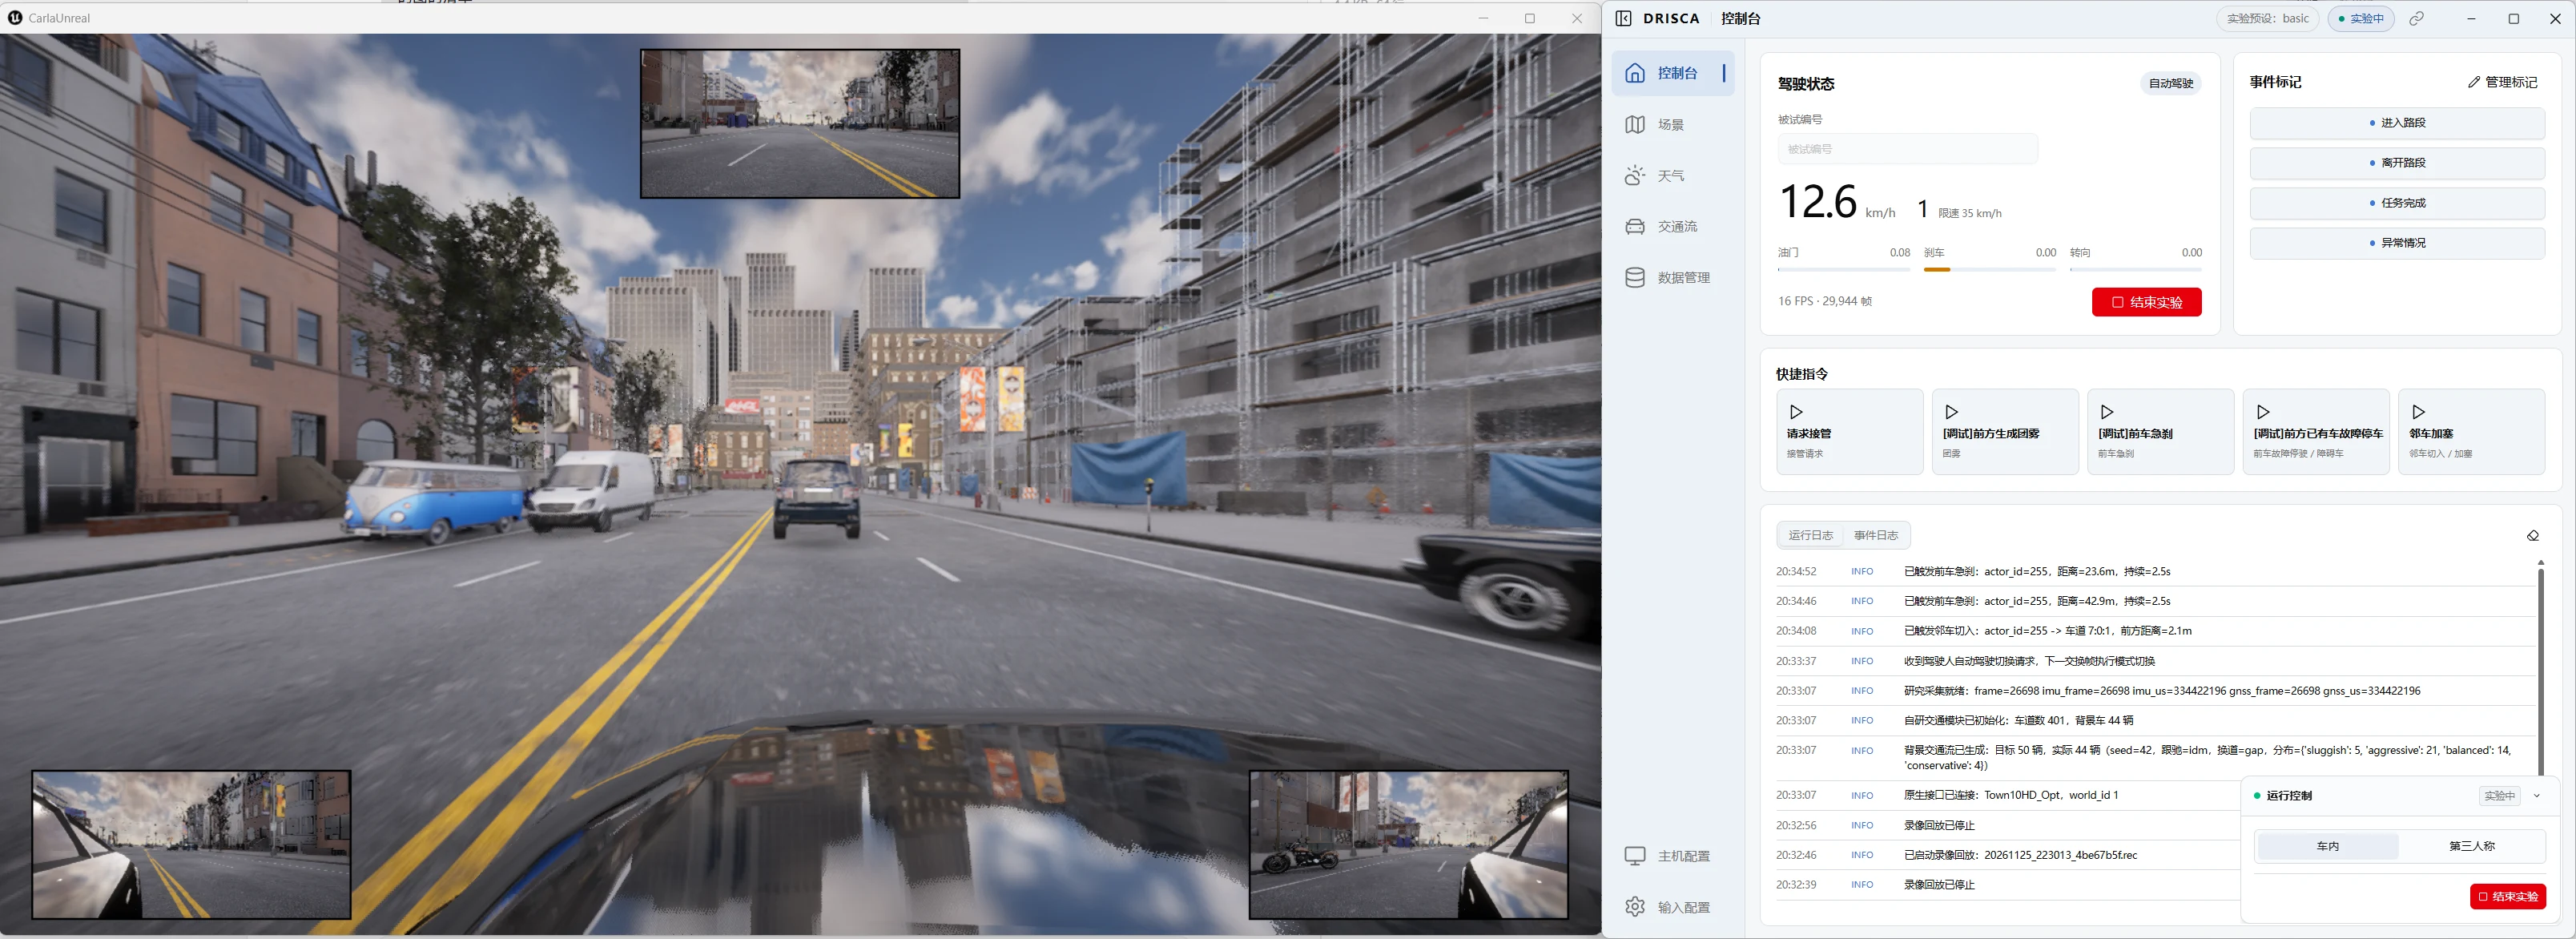 CarlaUnreal
DRISCA 控制台
实验预设：basic
实验中
控制台
场景
天气
交通流
数据管理
主机配置
输入配置
驾驶状态
自动驾驶
被试编号
被试编号
12.6 km/h 1 限速 35 km/h
油门 0.08 刹车 0.00 转向 0.00
16 FPS · 29,944 帧
结束实验
事件标记
管理标记
进入路段
离开路段
任务完成
异常情况
快捷指令
请求接管
接管请求
[调试]前方生成团雾
团雾
[调试]前车急刹
前车急刹
[调试]前方已有车故障停车
前车故障停驶 / 障碍车
邻车加塞
邻车切入 / 加塞
运行日志 事件日志
20:34:52 INFO 已触发前车急刹：actor_id=255，距离=23.6m，持续=2.5s
20:34:46 INFO 已触发前车急刹：actor_id=255，距离=42.9m，持续=2.5s
20:34:08 INFO 已触发邻车切入：actor_id=255 -> 车道 7:0:1，前方距离=2.1m
20:33:37 INFO 收到驾驶人自动驾驶切换请求，下一交换帧执行模式切换
20:33:07 INFO 研究采集就绪：frame=26698 imu_frame=26698 imu_us=334422196 gnss_frame=26698 gnss_us=334422196
20:33:07 INFO 自研交通模块已初始化：车道数 401，背景车 44 辆
20:33:07 INFO 背景交通流已生成：目标 50 辆，实际 44 辆（seed=42，跟驰=idm，换道=gap，分布={'sluggish': 5, 'aggressive': 21, 'balanced': 14,
'conservative': 4}）
20:33:07 INFO 原生接口已连接：Town10HD_Opt，world_id 1
20:32:56 INFO 录像回放已停止
20:32:46 INFO 已启动录像回放：20261125_223013_4be67b5f.rec
20:32:39 INFO 录像回放已停止
运行控制
实验中
车内 第三人称
结束实验